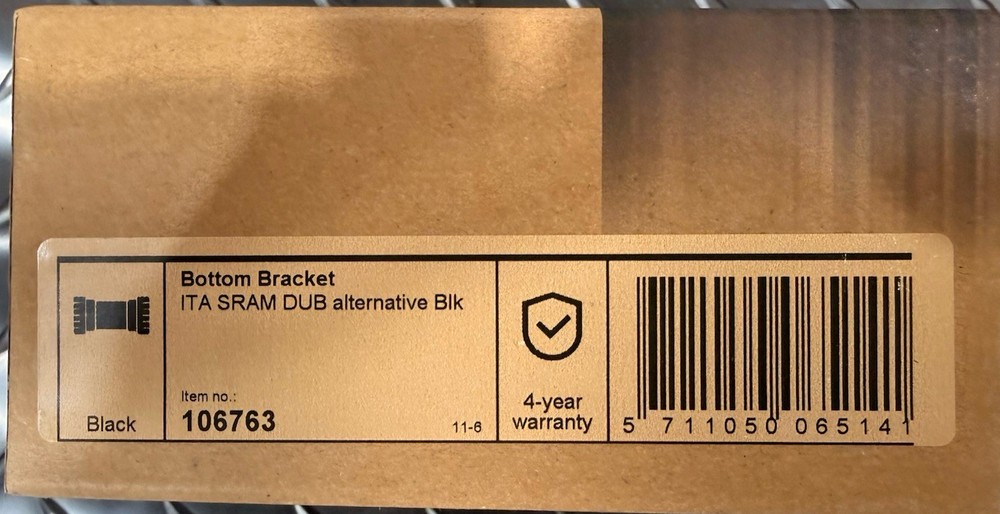 Bottom Bracket
ITA SRAM DUB alternative Blk
Item no.:
106763
11-6
Black
4-year
warranty
5 711050 065141